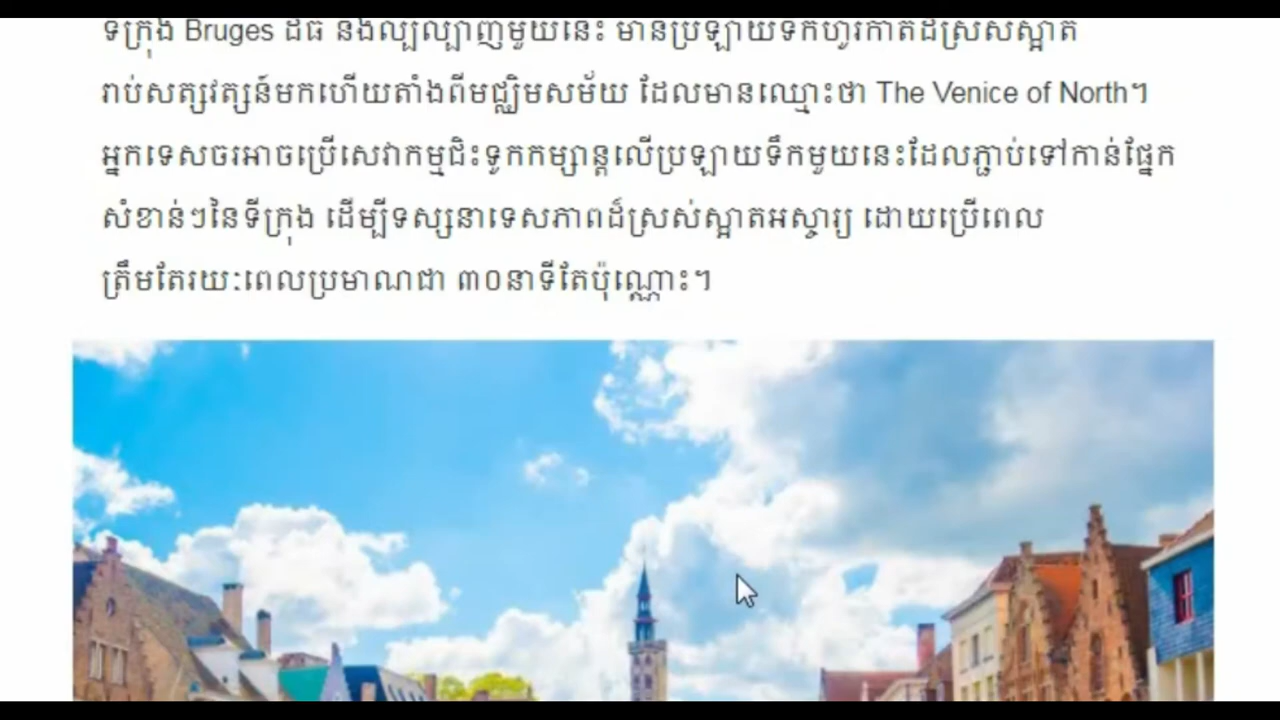 ទីក្រុង Bruges ដ៏ធំ និងល្បីល្បាញមួយនេះ មានប្រឡាយទឹកហូរកាត់ដ៏ស្រស់ស្អាត
រាប់សត្សវត្សន៍មកហើយតាំងពីមជ្ឈិមសម័យ ដែលមានឈ្មោះថា The Venice of North។
អ្នកទេសចរអាចប្រើសេវាកម្មជិះទូកកម្សាន្តលើប្រឡាយទឹកមួយនេះដែលភ្ជាប់ទៅកាន់ផ្នែក
សំខាន់ៗនៃទីក្រុង ដើម្បីទស្សនាទេសភាពដ៏ស្រស់ស្អាតអស្ចារ្យ ដោយប្រើពេល
ត្រឹមតែរយៈពេលប្រមាណជា ៣០នាទីតែប៉ុណ្ណោះ។